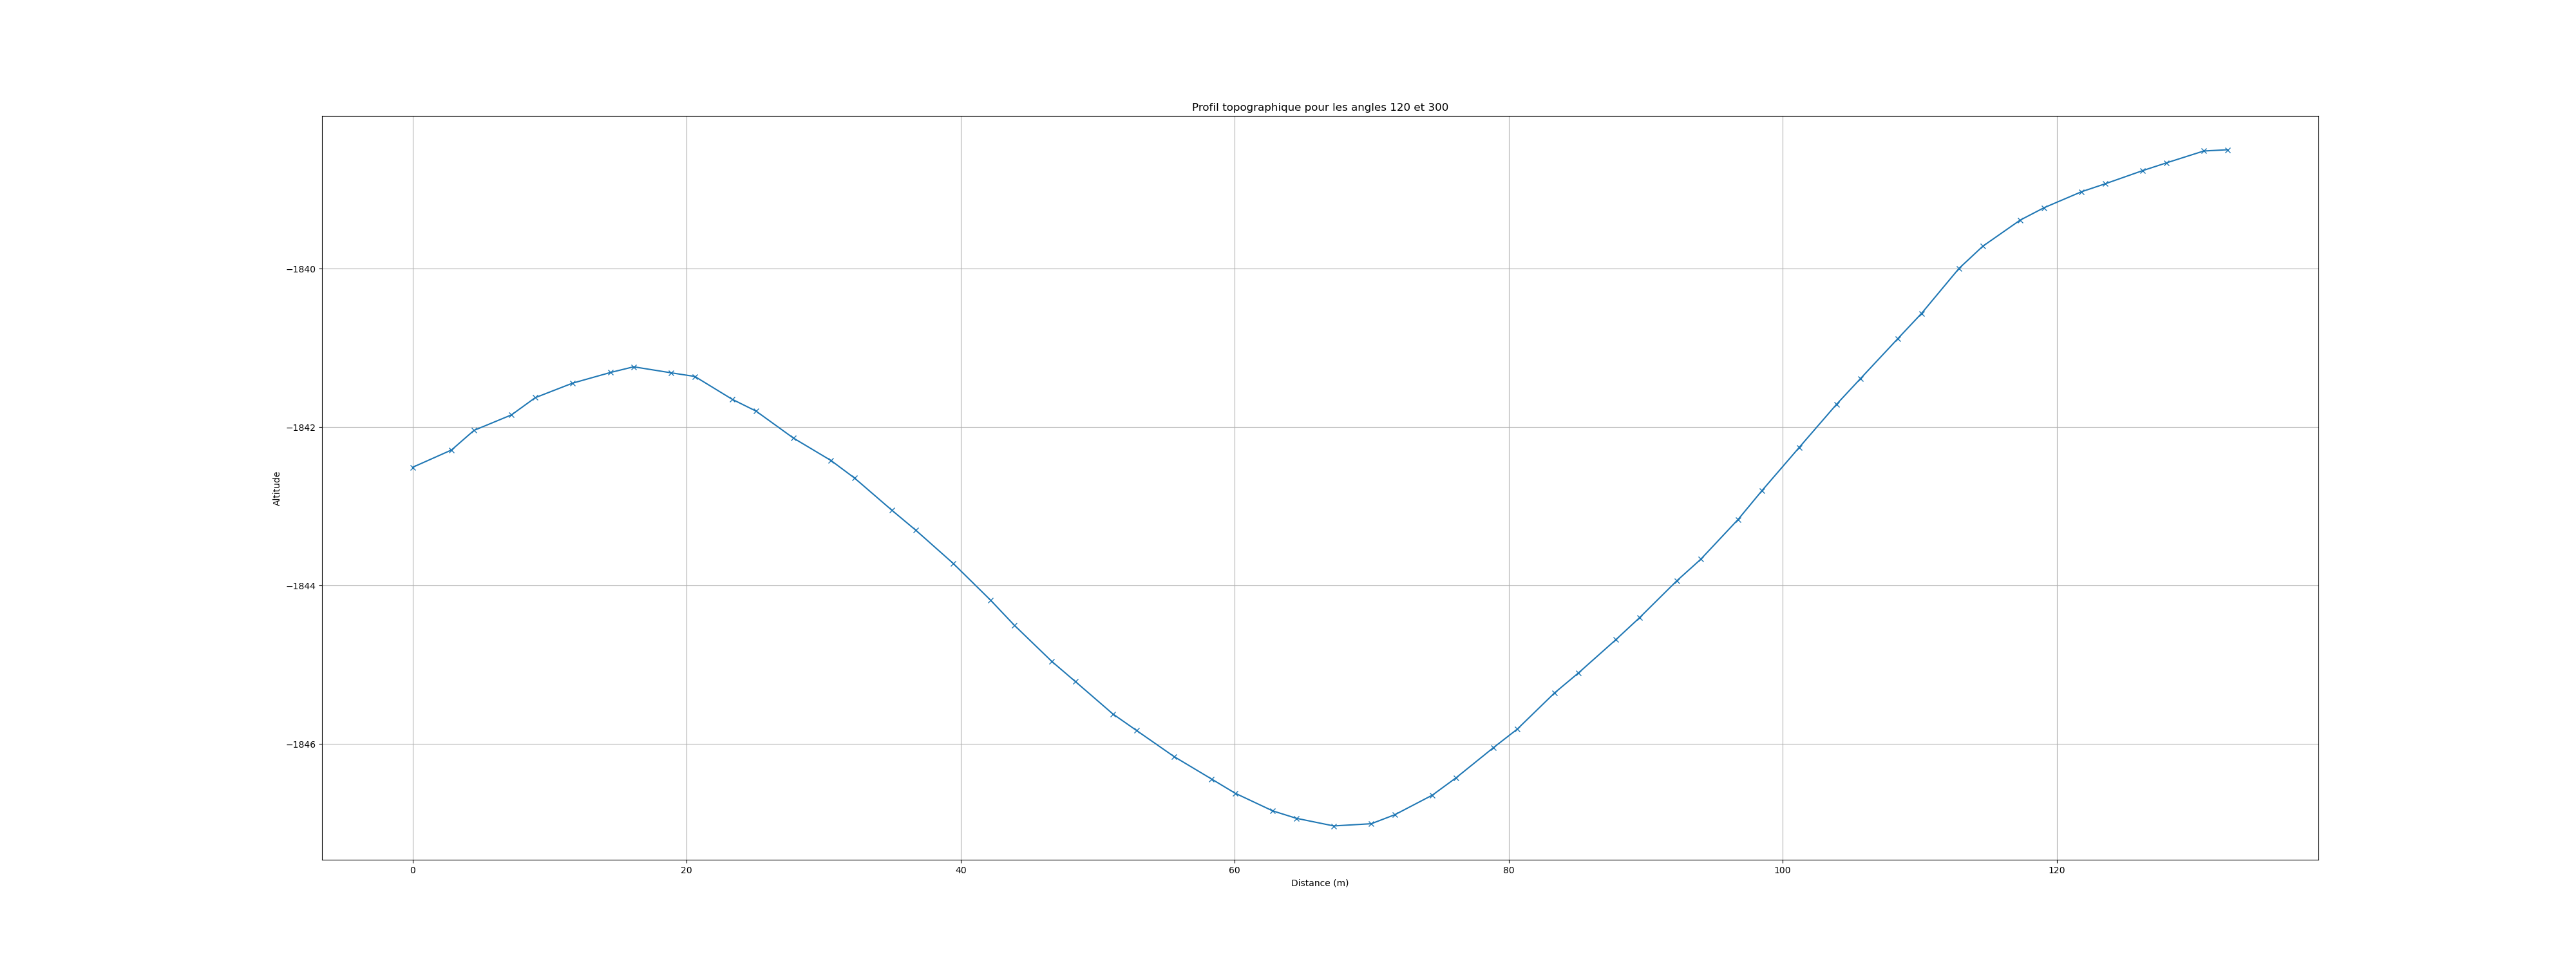 Profil topographique pour les angles 120 et 300
Altitude
−1840
−1842
−1844
−1846
0 20 40 60 80 100 120
Distance (m)